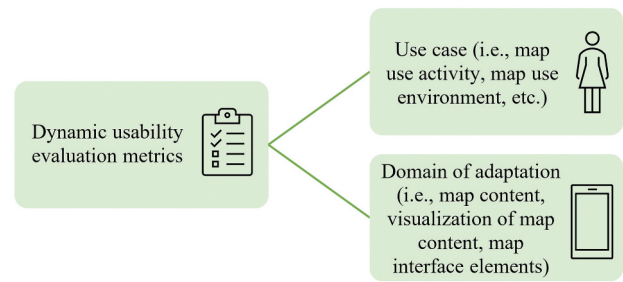 Dynamic usability
evaluation metrics
Use case (i.e., map
use activity, map use
environment, etc.)
Domain of adaptation
(i.e., map content,
visualization of map
content, map
interface elements)